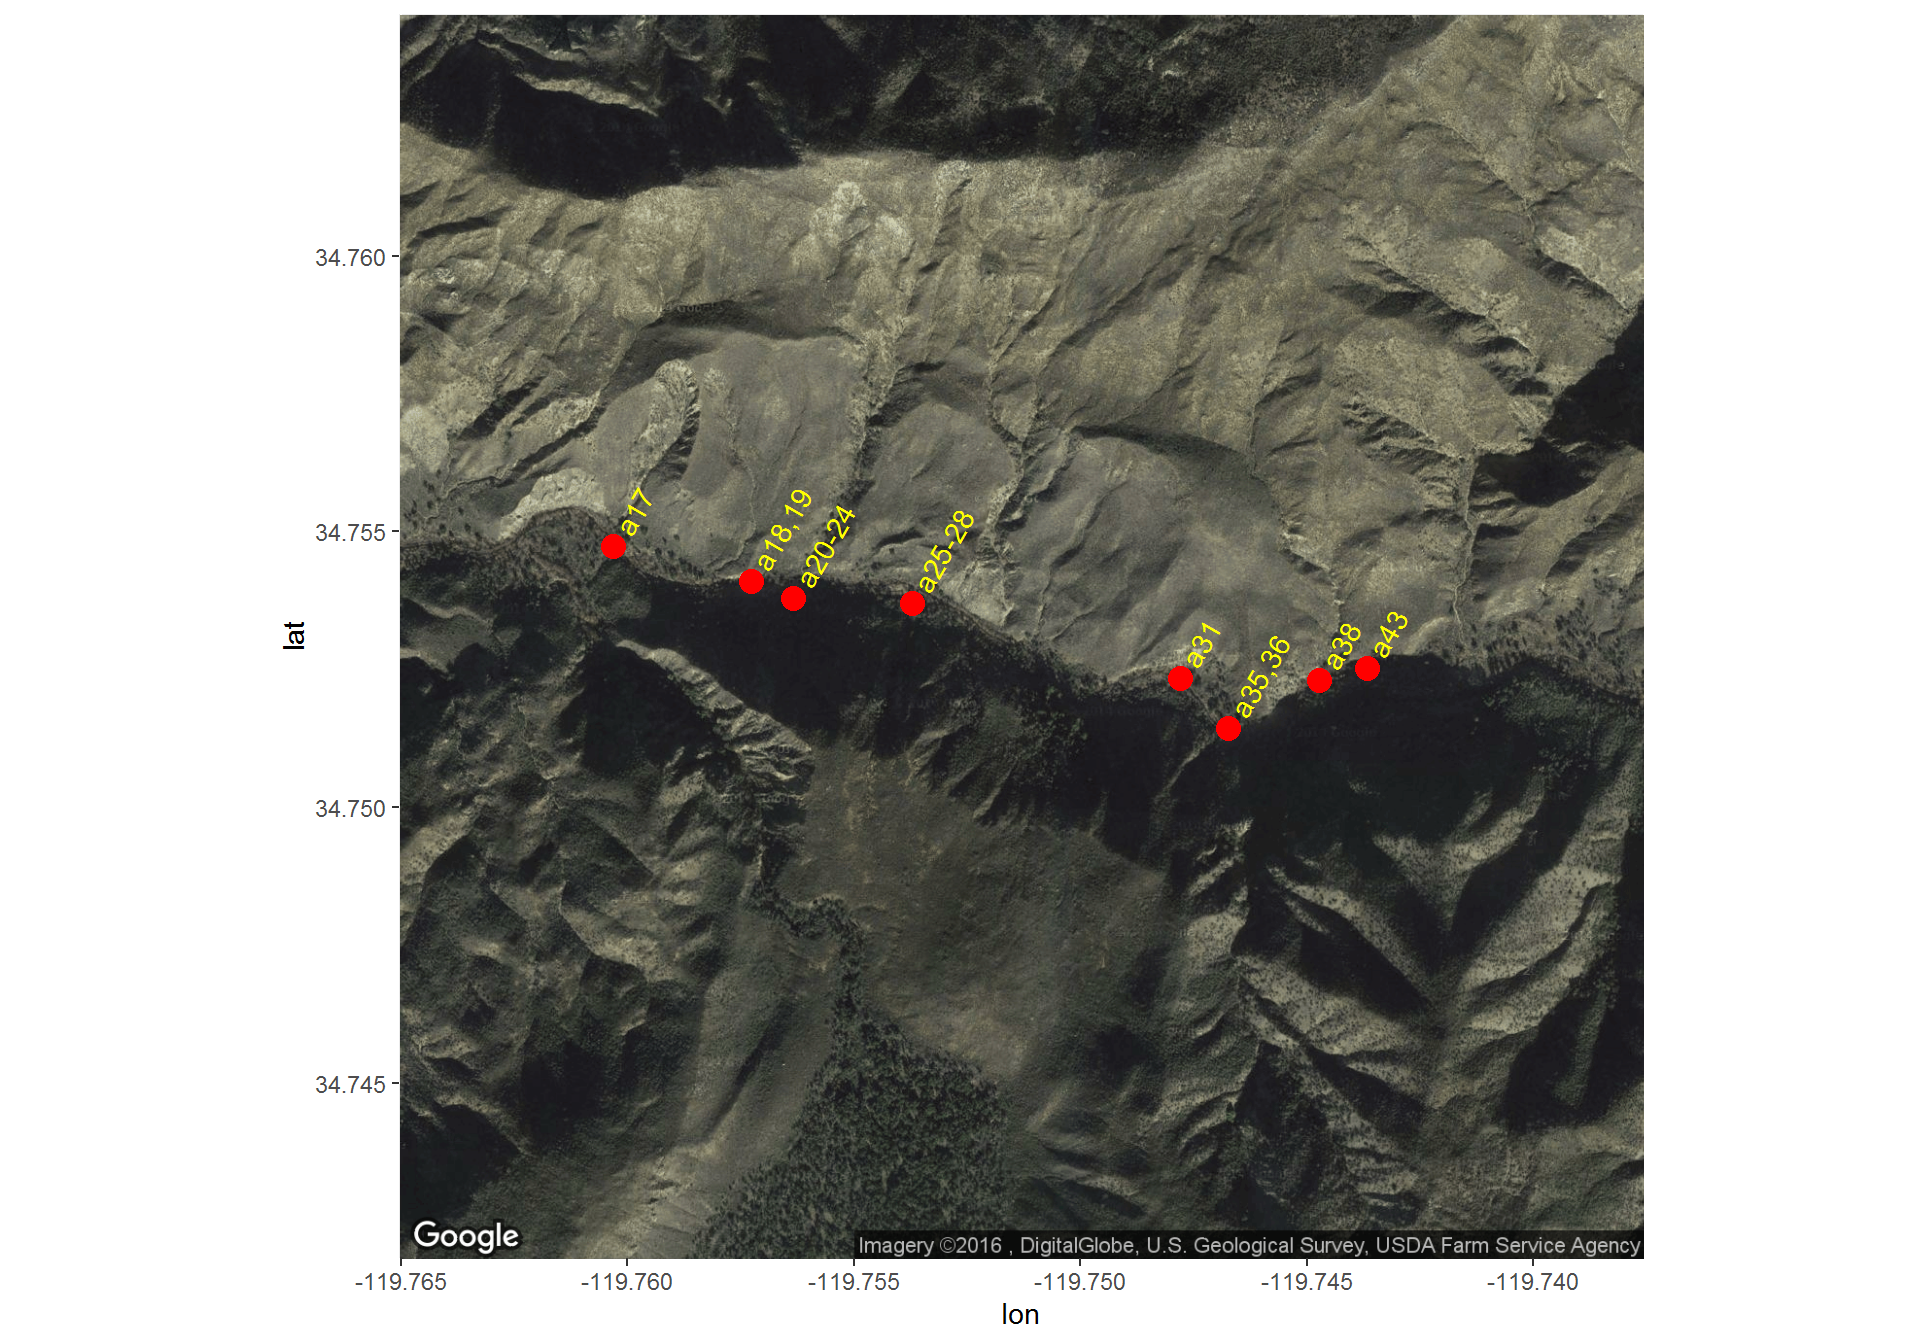 34.760
34.755
34.750
34.745
lat
a17
a18, 19
a20-24
a25-28
a31
a35,36
a38
a43
Google
Imagery ©2016 , DigitalGlobe, U.S. Geological Survey, USDA Farm Service Agency
-119.765
-119.760
-119.755
-119.750
-119.745
-119.740
lon